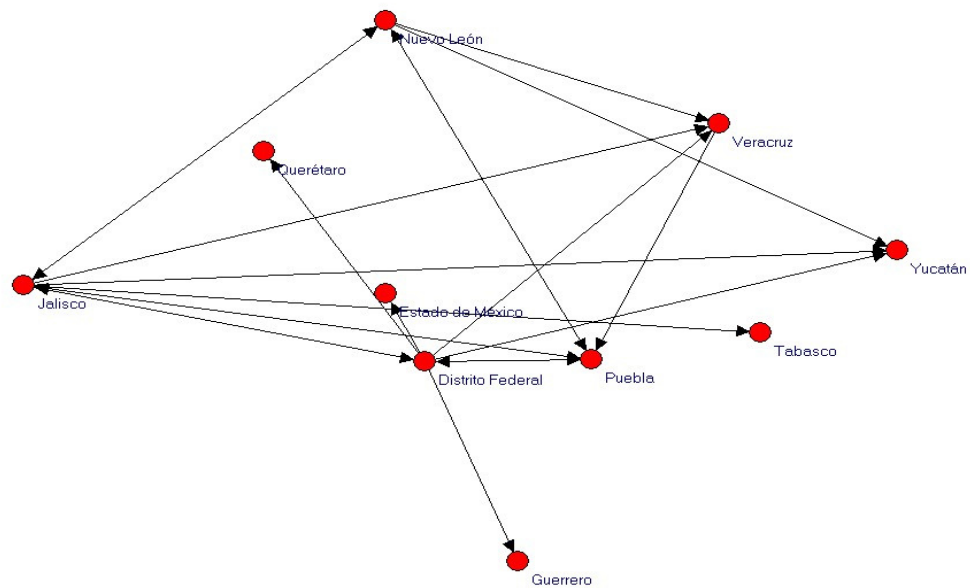 Nuevo León
Veracruz
Querétaro
Yucatán
Jalisco
Estado de México
Tabasco
Distrito Federal
Puebla
Guerrero